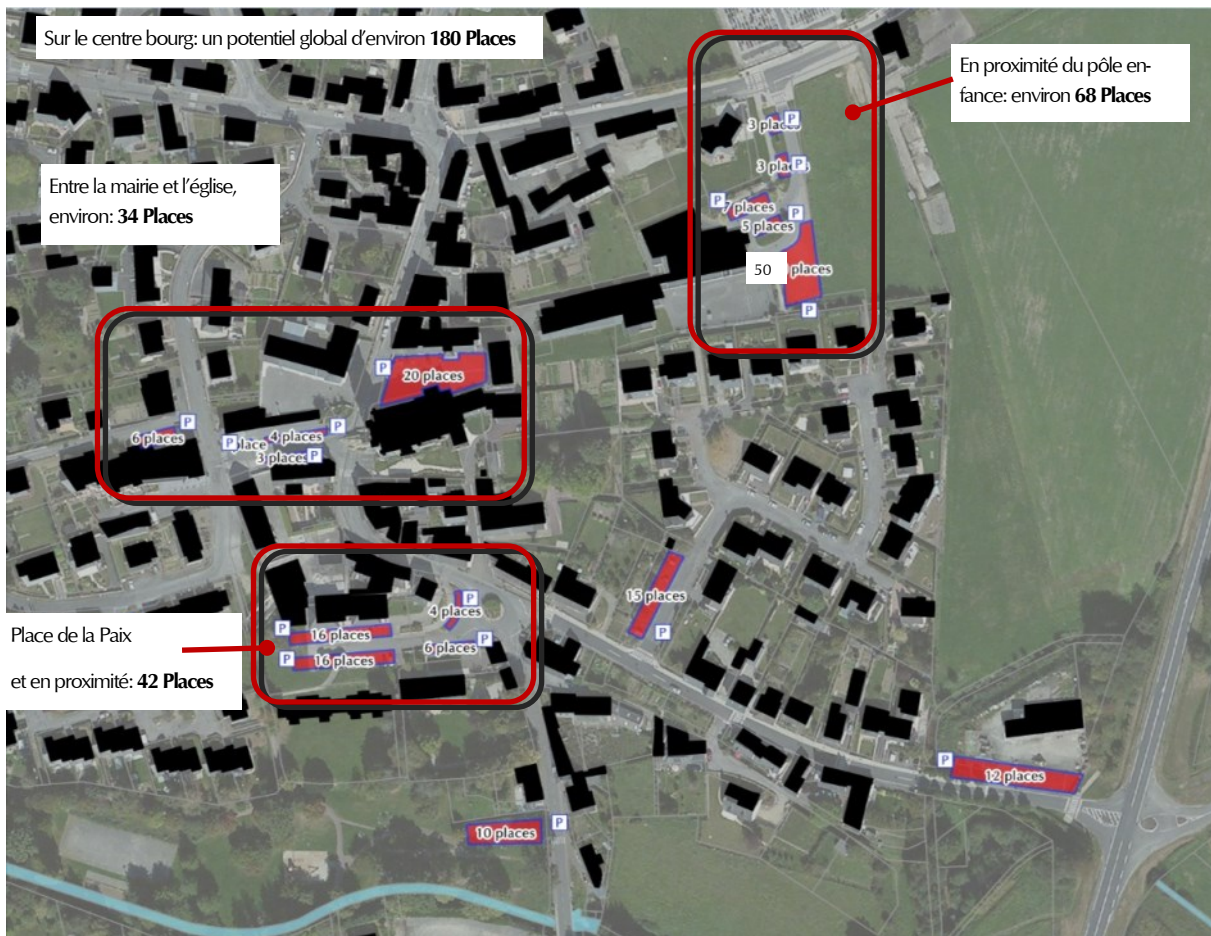 Sur le centre bourg: un potentiel global d'environ 180 Places
En proximité du pôle en-
fance: environ 68 Places
P
3 places
3 places
P
Entre la mairie et l'église,
environ: 34 Places
P
7 places
P
5 places
50 places
P
P
20 places
P
6 places
P
place
4 places
P
3 places
P
15 places
P
4 places
P
P
16 places
6 places
P
P
16 places
Place de la Paix
et en proximité: 42 Places
P
12 places
10 places
P